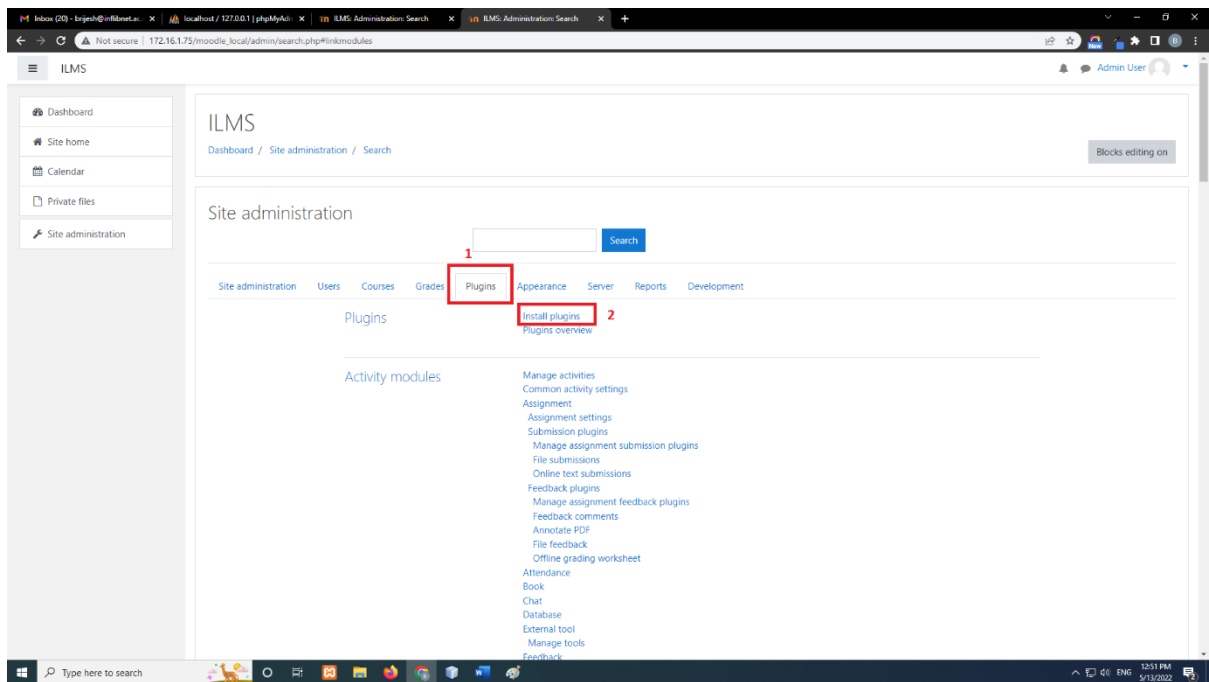 Inbox (20) - brijesh@inflibnet.ac.
localhost / 127.0.0.1 | phpMyAdm
ILMS: Administration: Search
ILMS: Administration: Search
Not secure | 172.16.1.75/moodle_local/admin/search.php#linkmodules
New
B
ILMS
Admin User
Dashboard
Site home
Calendar
Private files
Site administration
ILMS
Dashboard / Site administration / Search
Blocks editing on
Site administration
Search
1
Site administration Users Courses Grades Plugins Appearance Server Reports Development
Plugins
Install plugins 2
Plugins overview
Activity modules
Manage activities
Common activity settings
Assignment
Assignment settings
Submission plugins
Manage assignment submission plugins
File submissions
Online text submissions
Feedback plugins
Manage assignment feedback plugins
Feedback comments
Annotate PDF
File feedback
Offline grading worksheet
Attendance
Book
Chat
Database
External tool
Manage tools
Feedback
Type here to search
ENG
12:51 PM
5/13/2022